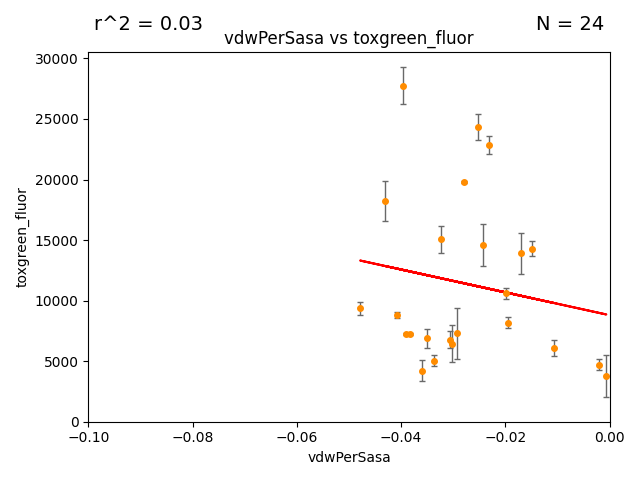 r^2 = 0.03
N = 24
vdwPerSasa vs toxgreen_fluor
30000
25000
20000
15000
10000
5000
0
toxgreen_fluor
−0.10
−0.08
−0.06
−0.04
−0.02
0.00
vdwPerSasa